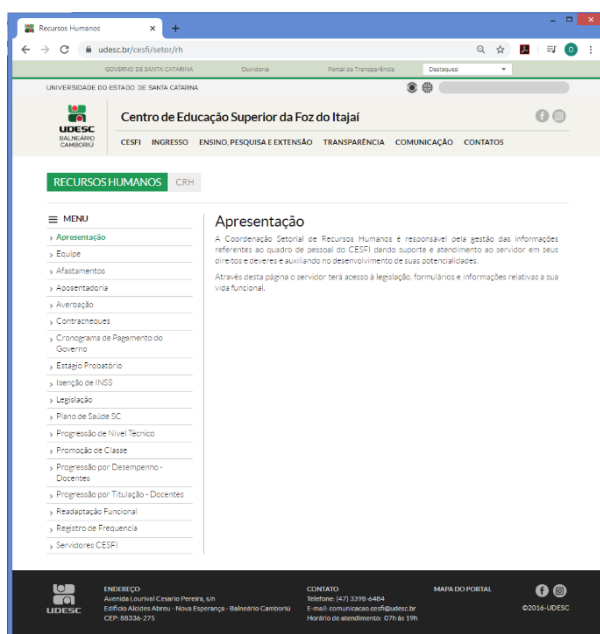 Recursos Humanos
udesc.br/cesfi/setor/rh
GOVERNO DE SANTA CATARINA Ouvidoria Portal da Transparência Destaques
UNIVERSIDADE DO ESTADO DE SANTA CATARINA
UDESC
BALNEÁRIO
CAMBORIÚ
Centro de Educação Superior da Foz do Itajaí
CESFI INGRESSO ENSINO, PESQUISA E EXTENSÃO TRANSPARÊNCIA COMUNICAÇÃO CONTATOS
RECURSOS HUMANOS CRH
MENU
Apresentação
Equipe
Afastamentos
Aposentadoria
Averbação
Contracheques
Cronograma de Pagamento do
Governo
Estágio Probatório
Isenção de INSS
Legislação
Plano de Saúde SC
Progressão de Nível Técnico
Promoção de Classe
Progressão por Desempenho -
Docentes
Progressão por Titulação - Docentes
Readaptação Funcional
Registro de Frequencia
Servidores CESFI
Apresentação
A Coordenação Setorial de Recursos Humanos é responsável pela gestão das informações
referentes ao quadro de pessoal do CESFI dando suporte e atendimento ao servidor em seus
direitos e deveres e auxiliando no desenvolvimento de suas potencialidades.
Através desta página o servidor terá acesso à legislação, formulários e informações relativas a sua
vida funcional.
UDESC
ENDEREÇO
Avenida Lourival Cesario Pereira, s/n
Edifício Alcides Abreu - Nova Esperança - Balneário Camboriú
CEP: 88336-275
CONTATO
Telefone: (47) 3398-6484
E-mail: comunicacao.cesfi@udesc.br
Horário de atendimento: 07h às 19h
MAPA DO PORTAL
©2016-UDESC